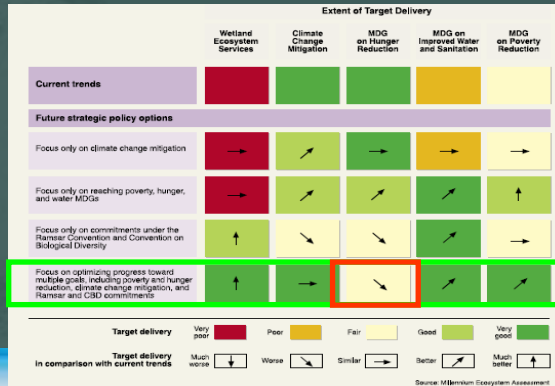 Extent of Target Delivery
Wetland Ecosystem Services
Climate Change Mitigation
MDG on Hunger Reduction
MDG on Improved Water and Sanitation
MDG on Poverty Reduction
Current trends
Future strategic policy options
Focus only on climate change mitigation
Focus only on reaching poverty, hunger,
and water MDGs
Focus only on commitments under the
Ramsar Convention and Convention on
Biological Diversity
Focus on optimizing progress toward
multiple goals, including poverty and hunger
reduction, climate change mitigation, and
Ramsar and CBD commitments
Target delivery Very poor Poor Fair Good Very good
Target delivery
in comparison with current trends Much worse Worse Similar Better Much better
Source: Millennium Ecosystem Assessment